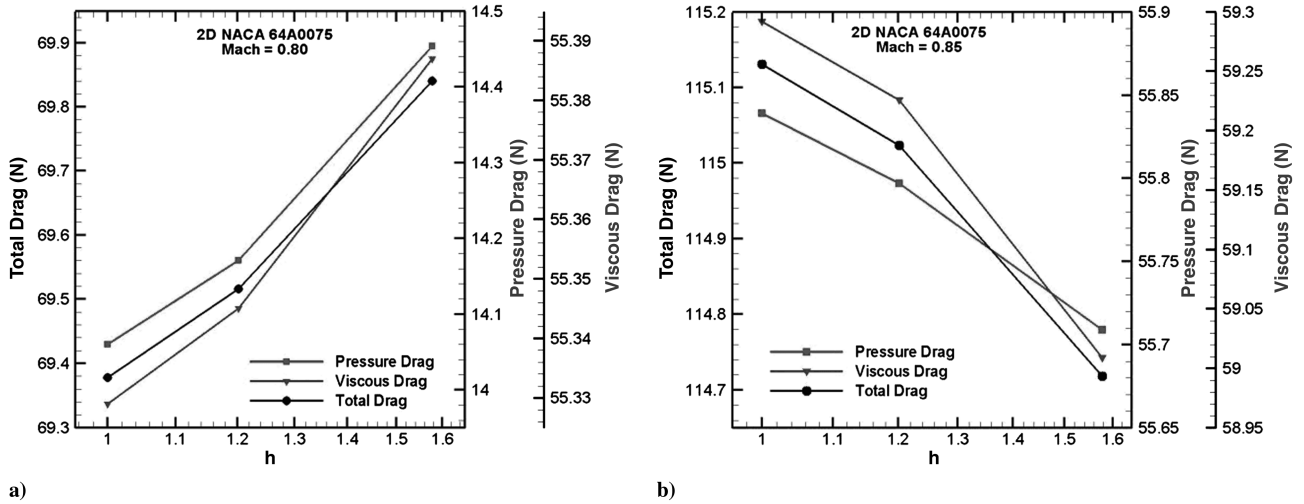 2D NACA 64A0075
Mach = 0.80
Total Drag (N)
69.9
69.8
69.7
69.6
69.5
69.4
69.3
14.5
14.4
14.3
14.2
14.1
14
Pressure Drag (N)
55.39
55.38
55.37
55.36
55.35
55.34
55.33
Viscous Drag (N)
Pressure Drag
Viscous Drag
Total Drag
1 1.1 1.2 1.3 1.4 1.5 1.6
h
a)
2D NACA 64A0075
Mach = 0.85
Total Drag (N)
115.2
115.1
115
114.9
114.8
114.7
55.9
55.85
55.8
55.75
55.7
55.65
Pressure Drag (N)
59.3
59.25
59.2
59.15
59.1
59.05
59
58.95
Viscous Drag (N)
Pressure Drag
Viscous Drag
Total Drag
1 1.1 1.2 1.3 1.4 1.5 1.6
h
b)